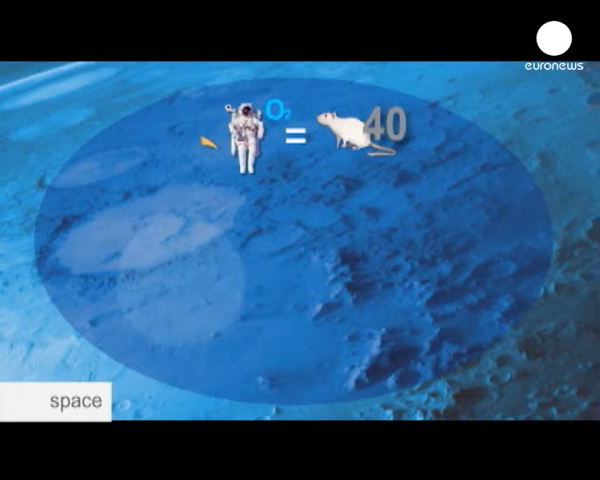 euronews
O₂
=
40
space